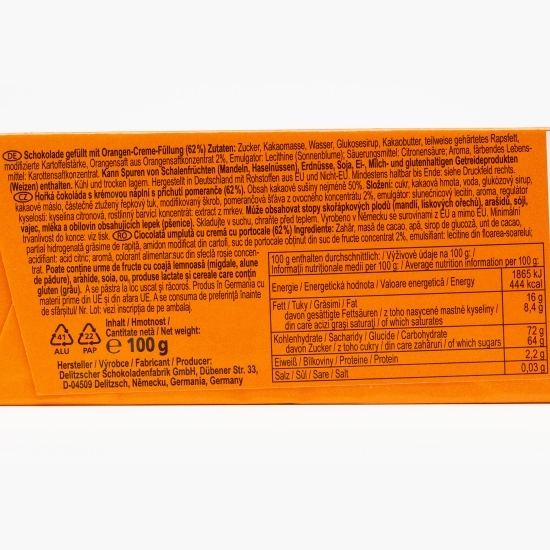 DE Schokolade gefüllt mit Orangen-Creme-Füllung (62%) Zutaten: Zucker, Kakaomasse, Wasser, Glukosesirup, Kakaobutter, teilweise gehärtetes Rapsfett,
modifizierte Kartoffelstärke, Orangensaft aus Orangensaftkonzentrat 2%, Emulgator: Lecithine (Sonnenblume); Säuerungsmittel: Citronensäure; Aroma, färbendes Lebens-
mittel: Karottensaftkonzentrat. Kann Spuren von Schalenfrüchten (Mandeln, Haselnüssen), Erdnüsse, Soja, Ei-, Milch- und glutenhaltigen Getreideprodukten
(Weizen) enthalten. Kühl und trocken lagern. Hergestellt in Deutschland mit Rohstoffen aus EU und Nicht-EU. Mindestens haltbar bis Ende: siehe Druckfeld rechts.
CZ Hořká čokoláda s krémovou náplní s příchutí pomeranče (62%). Obsah kakaové sušiny nejméně 50%. Složení: cukr, kakaová hmota, voda, glukózový sirup,
kakaové máslo, částečně ztužený řepkový tuk, modifikovaný škrob, pomerančová šťáva z ovocného koncentrátu 2%, emulgátor: lecitiny slunečnicový, aroma, regulátor
kyselosti: kyselina citronová, rostlinný barvicí koncentrát: extrakt z mrkve. Může obsahovat stopy skořápkových plodů (mandlí, lískových ořechů), arašídů, sóji,
vajec, mléka a obilovin obsahujících lepek (pšenice). Skladujte v suchu, chraňte před teplem. Vyrobeno v Německu se surovinami z EU a mimo EU. Minimální
trvanlivost do konce: viz tisk. RO Ciocolată umplută cu cremă cu portocale (62%) Ingrediente: Zahăr, masă de cacao, apă, sirop de glucoză, unt de cacao,
parțial hidrogenată grăsime de rapiță, amidon modificat de cartofi, suc de portocale obținut din suc de fructe concentrat 2%, emulsifiant: lecitine din floarea-soarelui;
acidifiant: acid citric; aromă, colorant alimentar:suc din sfeclă rosie concen-
trat. Poate conține urme de fructe cu coajă lemnoasă (migdale, alune
de pădure), arahide, soia, ou, produse lactate și cereale care conțin
gluten (grâu). A se păstra la loc uscat și răcoros. Produs în Germania cu
materii prime din UE și din afara UE. A se consuma de preferință înainte
de sfârșitul/ Nr. Lot: vezi inscripția de pe ambalaj.
41
ALU
22
PAP
Inhalt / Hmotnost /
Cantitate netă / Net weight:
e 100 g
Hersteller / Výrobce / Fabricant / Producer:
Delitzscher Schokoladenfabrik GmbH, Dübener Str. 33,
D-04509 Delitzsch, Německu, Germania, Germany
100 g enthalten durchschnittlich: / Výživové údaje na 100 g: /
Informații nutriționale medii per 100 g: / Average nutrition information per 100 g:
Energie / Energetická hodnota / Valoare energetică / Energy 1865 kJ
444 kcal
Fett / Tuky / Grăsimi / Fat 16 g
davon gesättigte Fettsäuren / z toho nasycené mastné kyseliny / 8,4 g
din care acizi grași saturați / of which saturates
Kohlenhydrate / Sacharidy / Glucide / Carbohydrate 72 g
davon Zucker / z toho cukry / din care zaharuri / of which sugars 64 g
Eiweiß / Bílkoviny / Proteine / Protein 2,2 g
Salz / Sůl / Sare / Salt 0,03 g